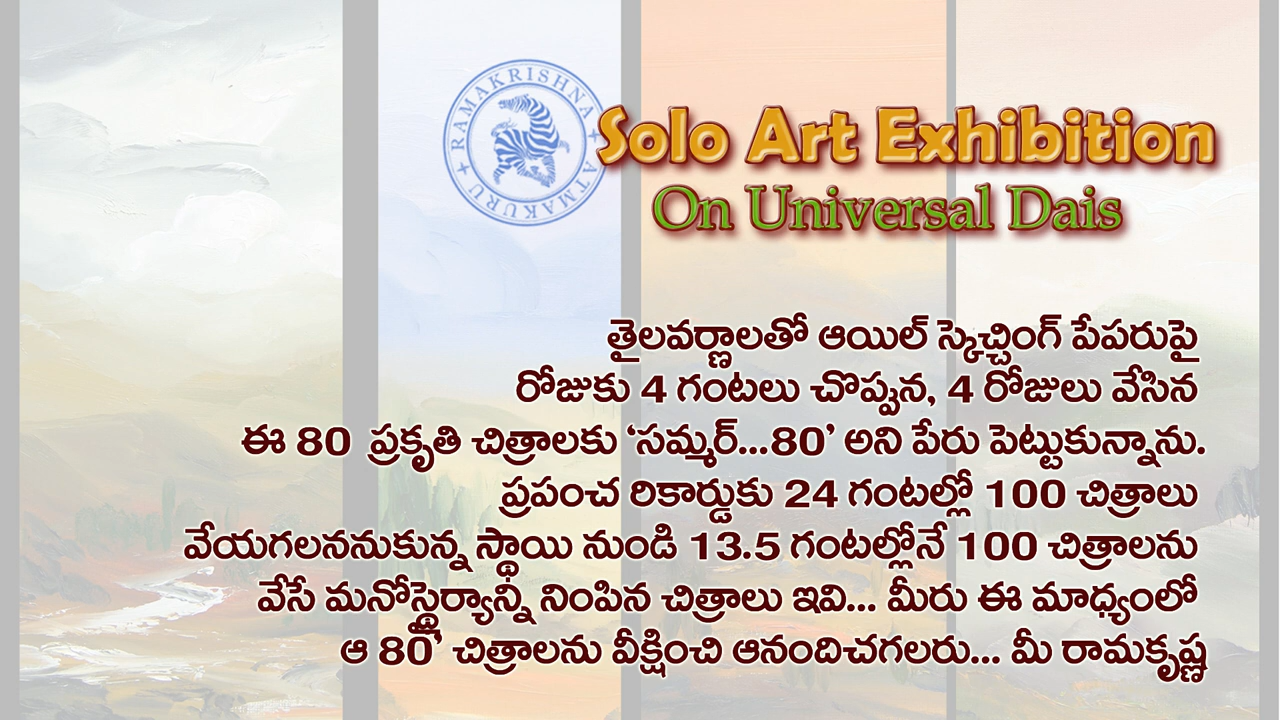 RAMAKRISHNA ATMAKURU
Solo Art Exhibition
On Universal Dais
తైలవర్ణాలతో ఆయిల్ స్కెచ్చింగ్ పేపరుపై
రోజుకు 4 గంటలు చొప్పున, 4 రోజులు వేసిన
ఈ 80 ప్రకృతి చిత్రాలకు ‘సమ్మర్...80’ అని పేరు పెట్టుకున్నాను.
ప్రపంచ రికార్డుకు 24 గంటల్లో 100 చిత్రాలు
వేయగలననుకున్న స్థాయి నుండి 13.5 గంటల్లోనే 100 చిత్రాలను
వేసే మనోస్థైర్యాన్ని నింపిన చిత్రాలు ఇవి... మీరు ఈ మాధ్యంలో
ఆ 80’ చిత్రాలను వీక్షించి ఆనందిచగలరు... మీ రామకృష్ణ